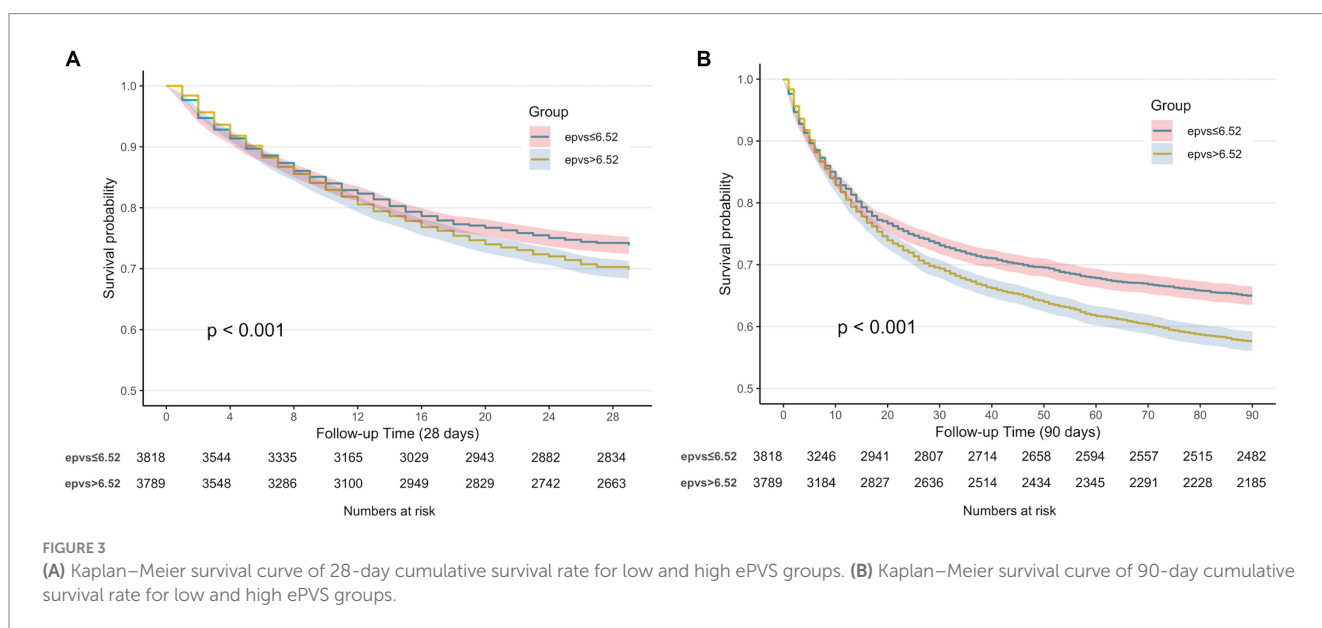 A
Survival probability
1.0
0.9
0.8
0.7
0.6
0.5
Group
epvs≤6.52
epvs>6.52
p < 0.001
0 4 8 12 16 20 24 28
Follow-up Time (28 days)
epvs≤6.52 3818 3544 3335 3165 3029 2943 2882 2834
epvs>6.52 3789 3548 3286 3100 2949 2829 2742 2663
Numbers at risk
B
Survival probability
1.0
0.9
0.8
0.7
0.6
0.5
Group
epvs≤6.52
epvs>6.52
p < 0.001
0 10 20 30 40 50 60 70 80 90
Follow-up Time (90 days)
epvs≤6.52 3818 3246 2941 2807 2714 2658 2594 2557 2515 2482
epvs>6.52 3789 3184 2827 2636 2514 2434 2345 2291 2228 2185
Numbers at risk
FIGURE 3
(A) Kaplan–Meier survival curve of 28-day cumulative survival rate for low and high ePVS groups. (B) Kaplan–Meier survival curve of 90-day cumulative
survival rate for low and high ePVS groups.